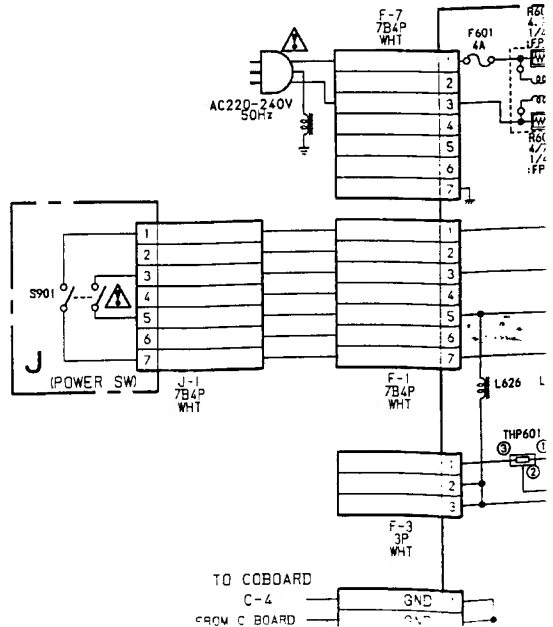 F-7
7B4P
WHT
F601
4A
1
2
3
4
5
6
7
AC220-240V
50Hz
1
2
3
4
5
6
7
1
2
3
4
5
6
7
S901
J
(POWER SW)
J-1
7B4P
WHT
F-1
7B4P
WHT
L626
L
THP601
③
①
②
1
2
3
F-3
3P
WHT
TO COBOARD
C-4
GND
FROM C BOARD
GND